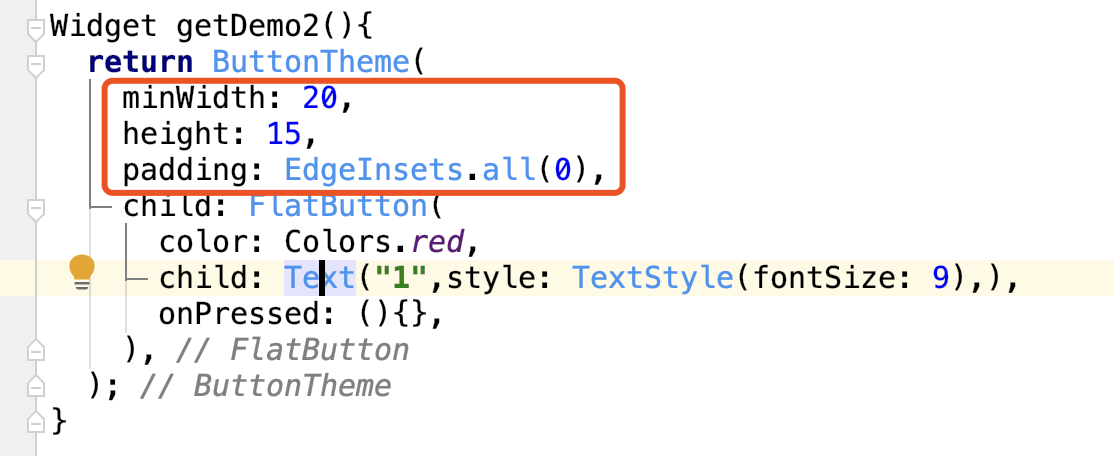 Widget getDemo2(){
return ButtonTheme(
minWidth: 20,
height: 15,
padding: EdgeInsets.all(0),
child: FlatButton(
color: Colors.red,
child: Text("1",style: TextStyle(fontSize: 9),),
onPressed: (){},
), // FlatButton
); // ButtonTheme
}